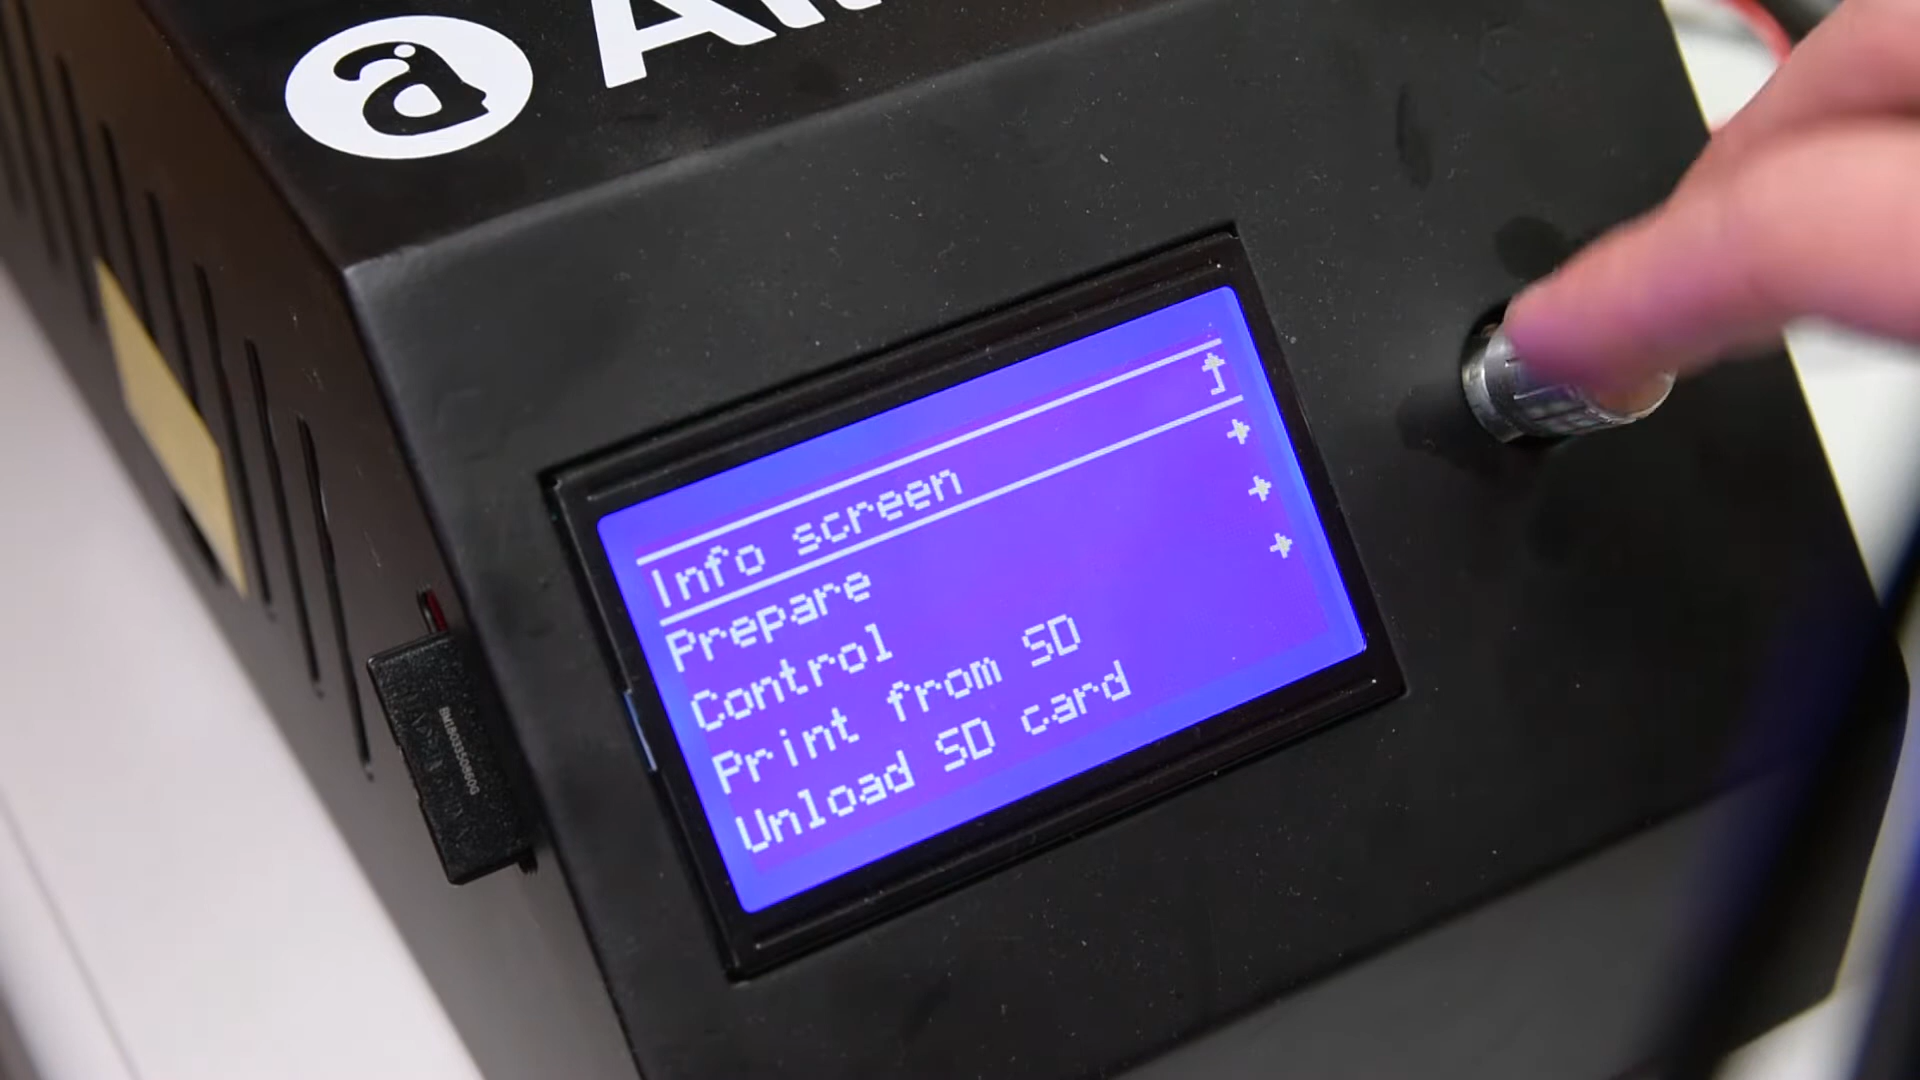 Info screen
Prepare
Control
Print from SD
Unload SD card